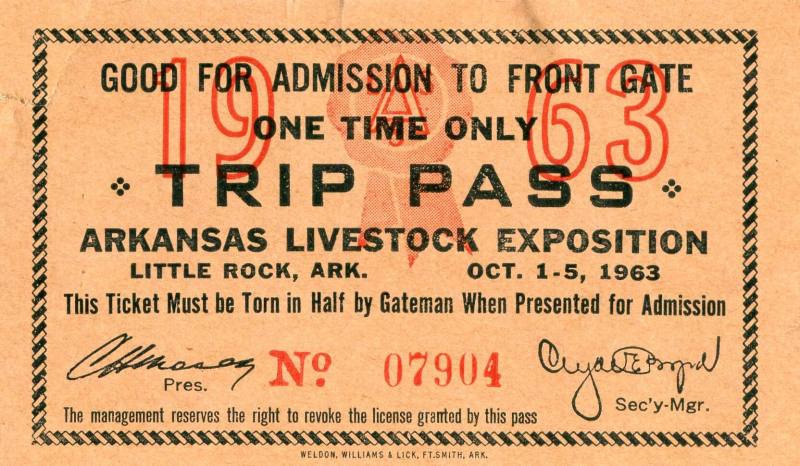 GOOD FOR ADMISSION TO FRONT GATE
1963
ONE TIME ONLY
TRIP PASS
ARKANSAS LIVESTOCK EXPOSITION
LITTLE ROCK, ARK. OCT. 1-5, 1963
This Ticket Must be Torn in Half by Gateman When Presented for Admission
Nº 07904
Pres.
Clyde E Byrd
Sec'y-Mgr.
The management reserves the right to revoke the license granted by this pass
WELDON, WILLIAMS & LICK, FT.SMITH, ARK.